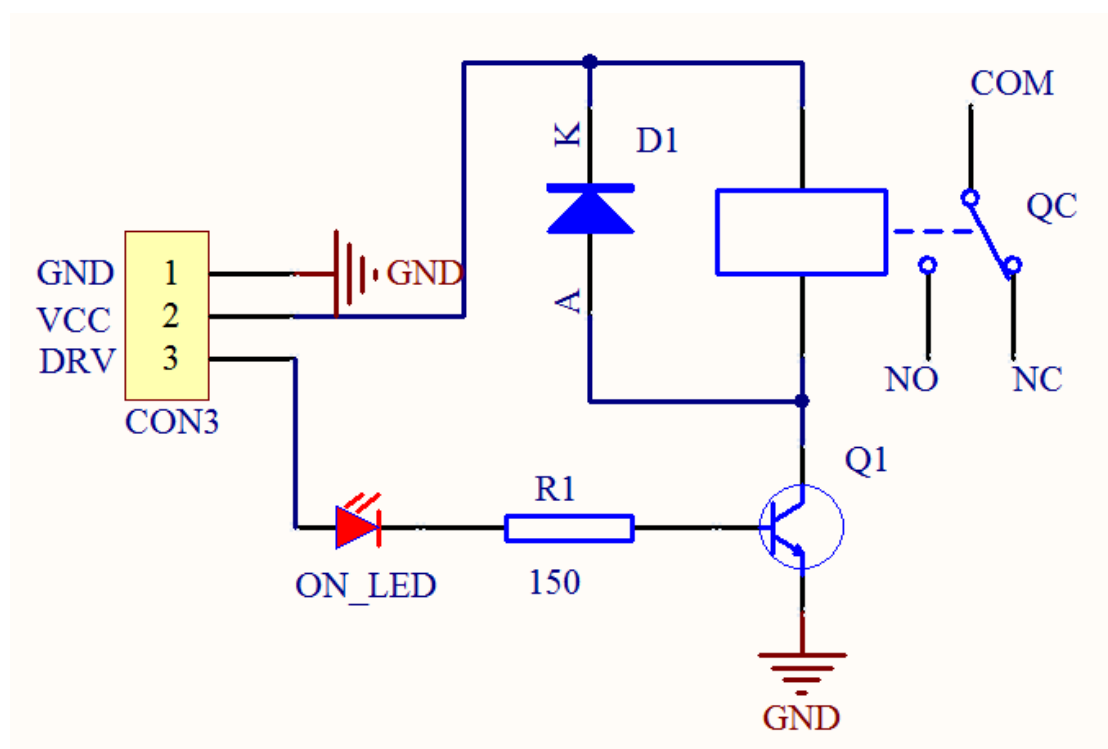 COM
K
D1
QC
GND 1 GND
VCC 2
A
DRV 3
NO NC
CON3
Q1
R1
ON_LED 150
GND